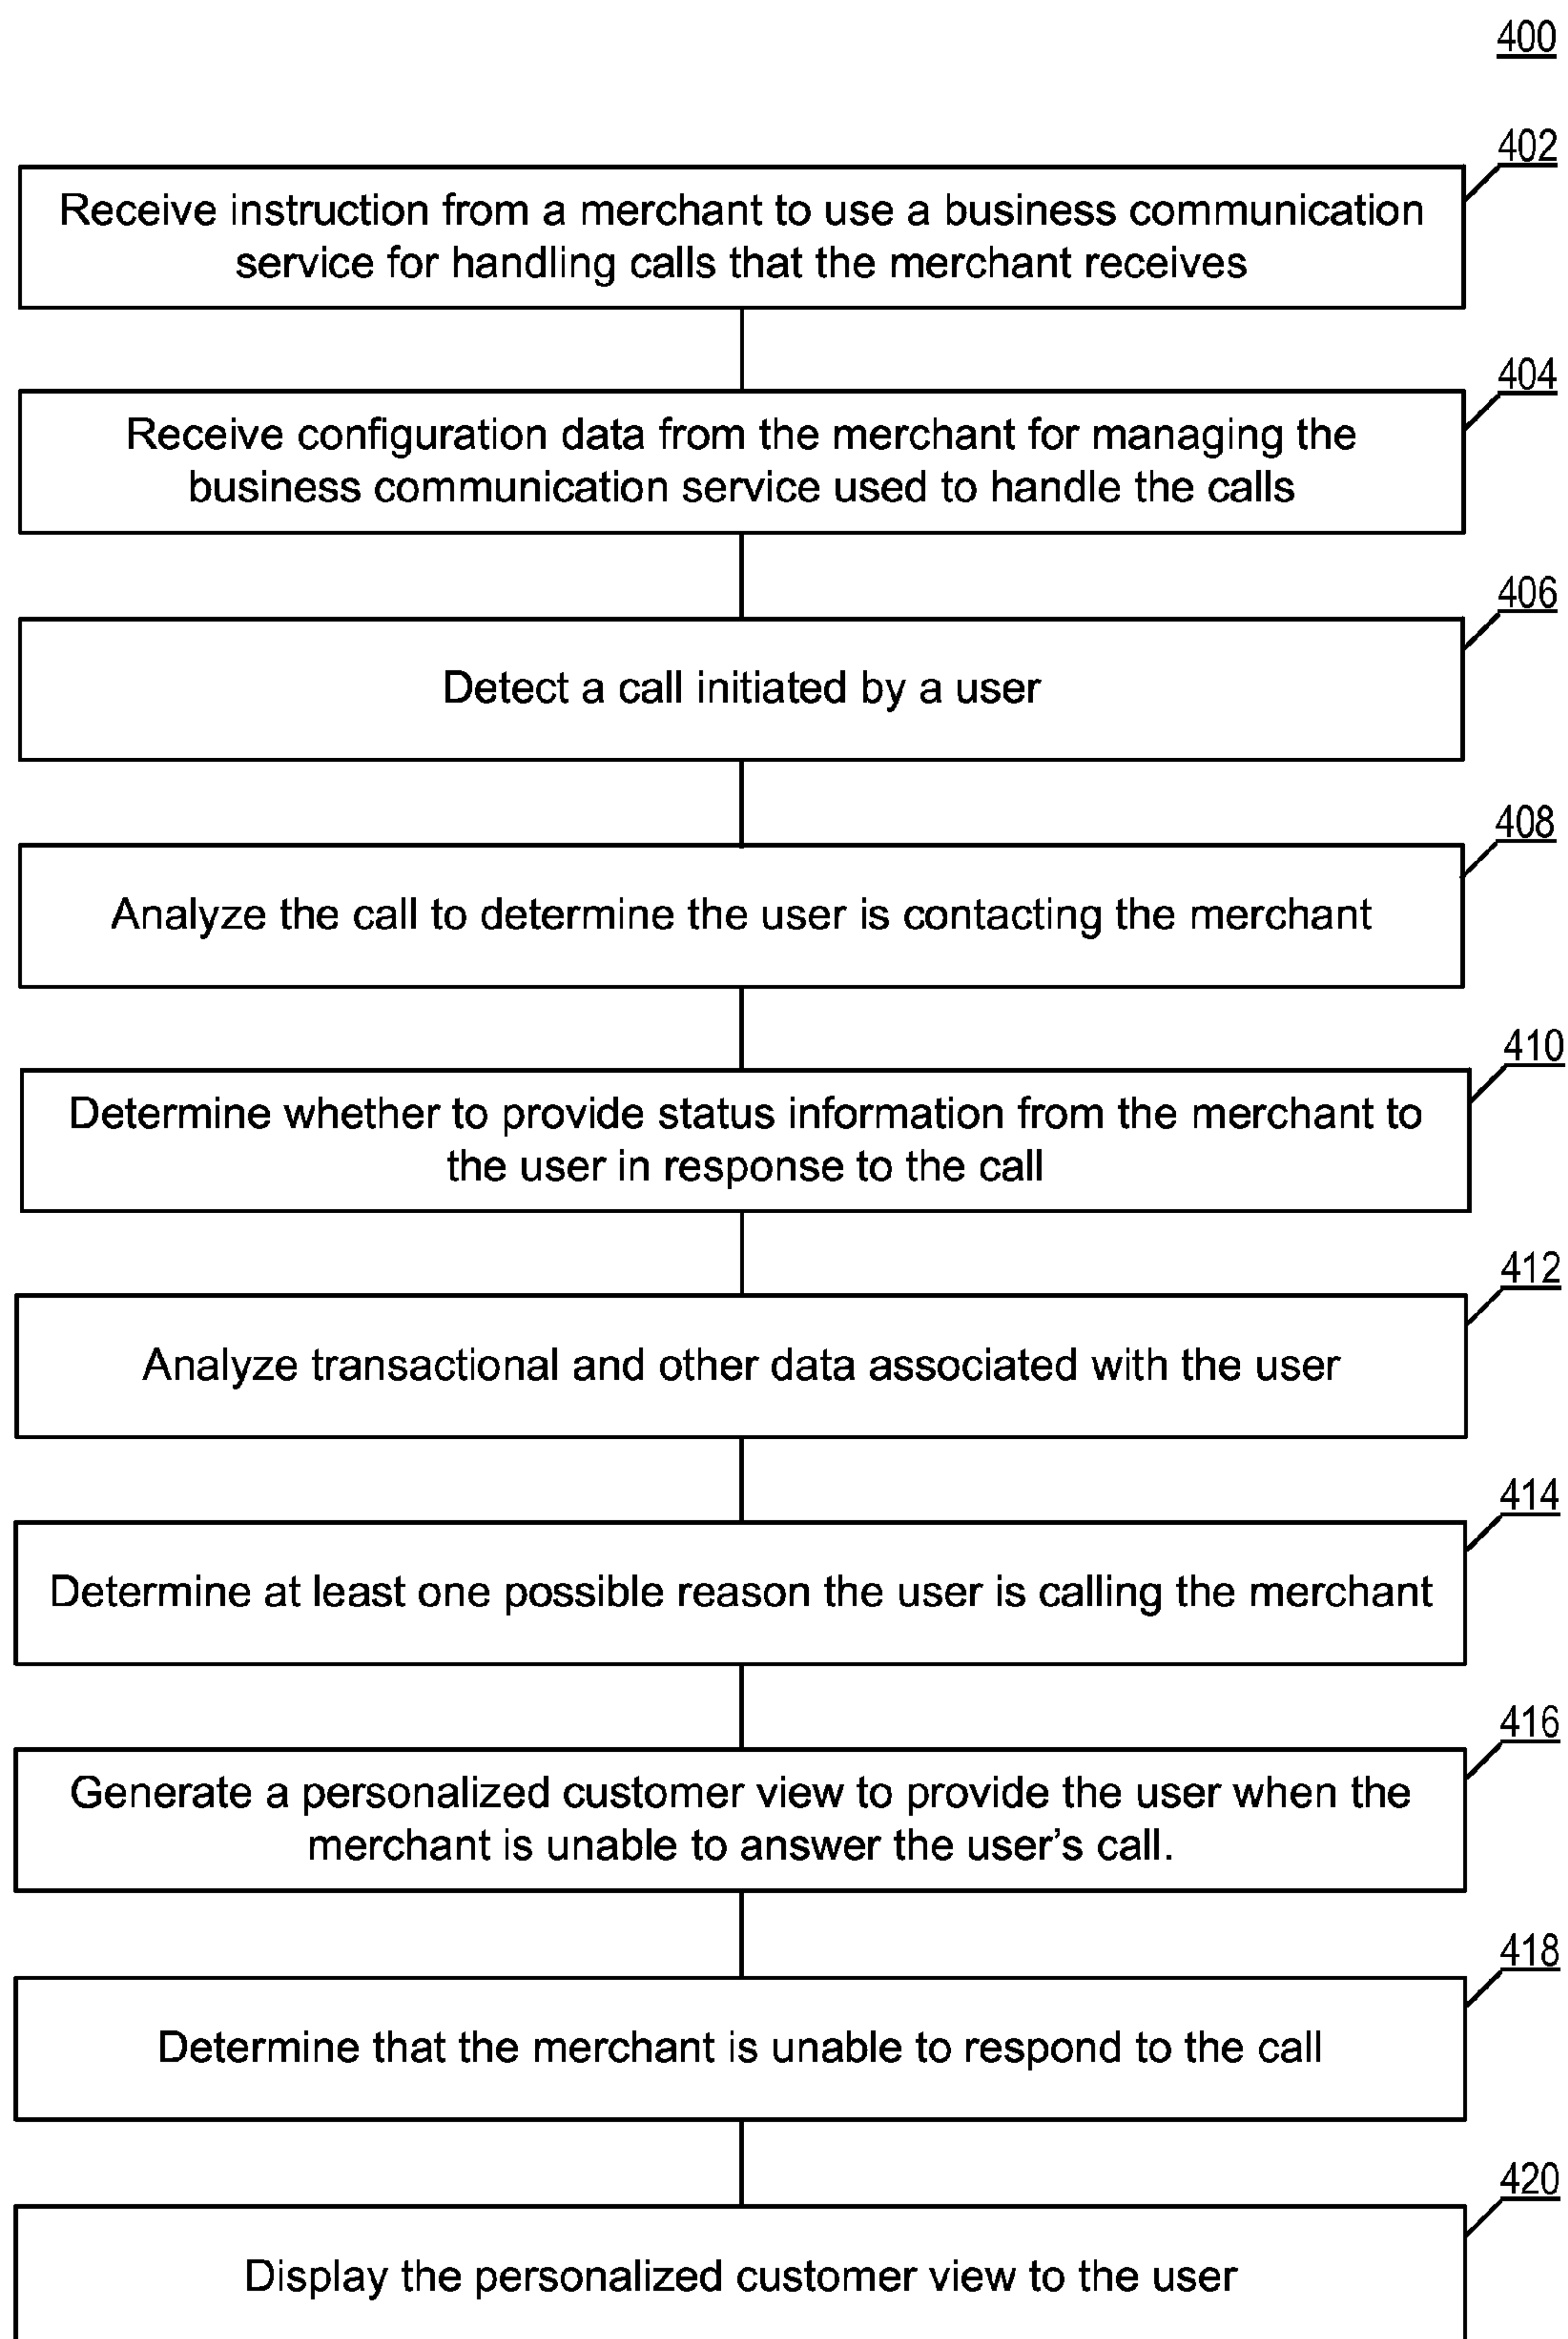 400
402
Receive instruction from a merchant to use a business communication
service for handling calls that the merchant receives
404
Receive configuration data from the merchant for managing the
business communication service used to handle the calls
406
Detect a call initiated by a user
408
Analyze the call to determine the user is contacting the merchant
410
Determine whether to provide status information from the merchant to
the user in response to the call
412
Analyze transactional and other data associated with the user
414
Determine at least one possible reason the user is calling the merchant
416
Generate a personalized customer view to provide the user when the
merchant is unable to answer the user’s call.
418
Determine that the merchant is unable to respond to the call
420
Display the personalized customer view to the user